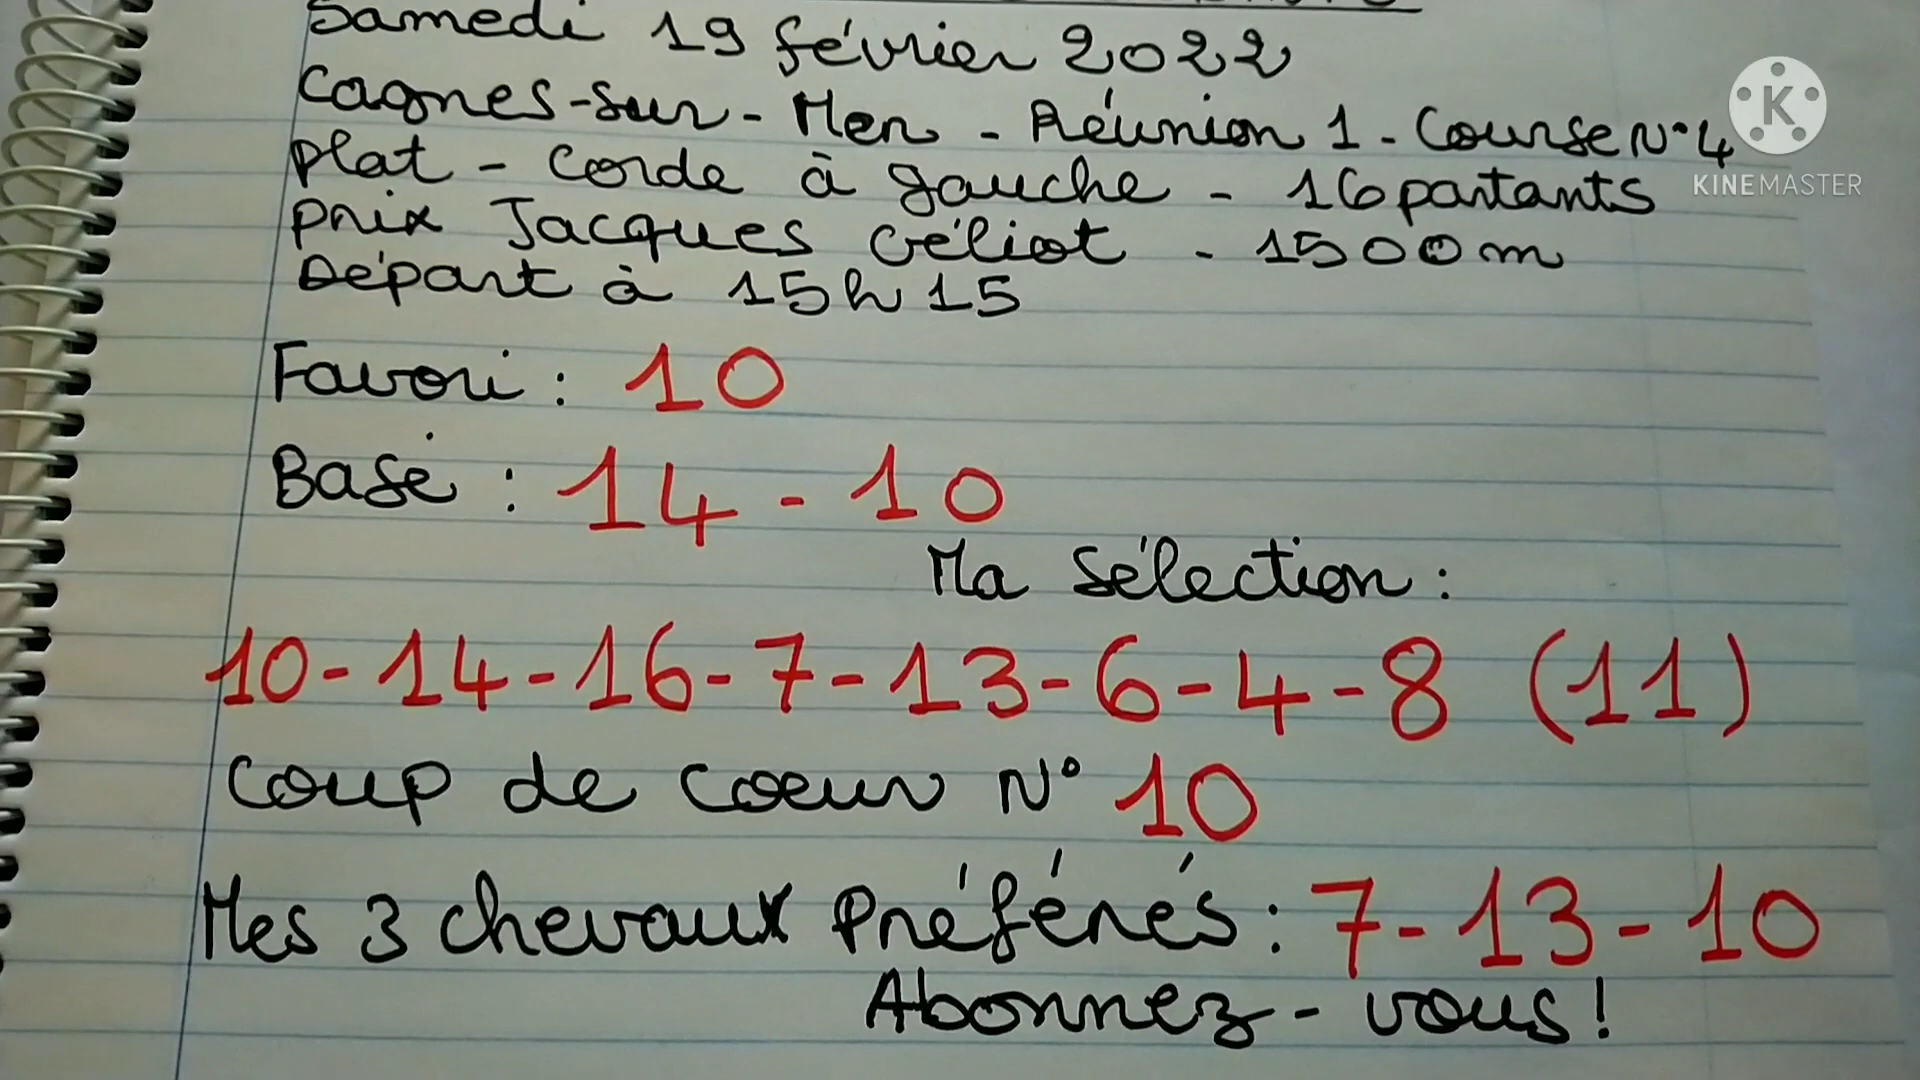 Samedi 19 février 2022
Cagnes-sur-Mer - Réunion 1 - Course N°4
plat - corde à gauche - 16 partants
prix Jacques Géliot - 1500m
Départ à 15h15
Favori : 10
Base : 14 - 10
Ma sélection :
10 - 14 - 16 - 7 - 13 - 6 - 4 - 8 (11)
Coup de coeur N° 10
Mes 3 chevaux Préférés : 7 - 13 - 10
Abonnez-vous !
K
KINEMASTER